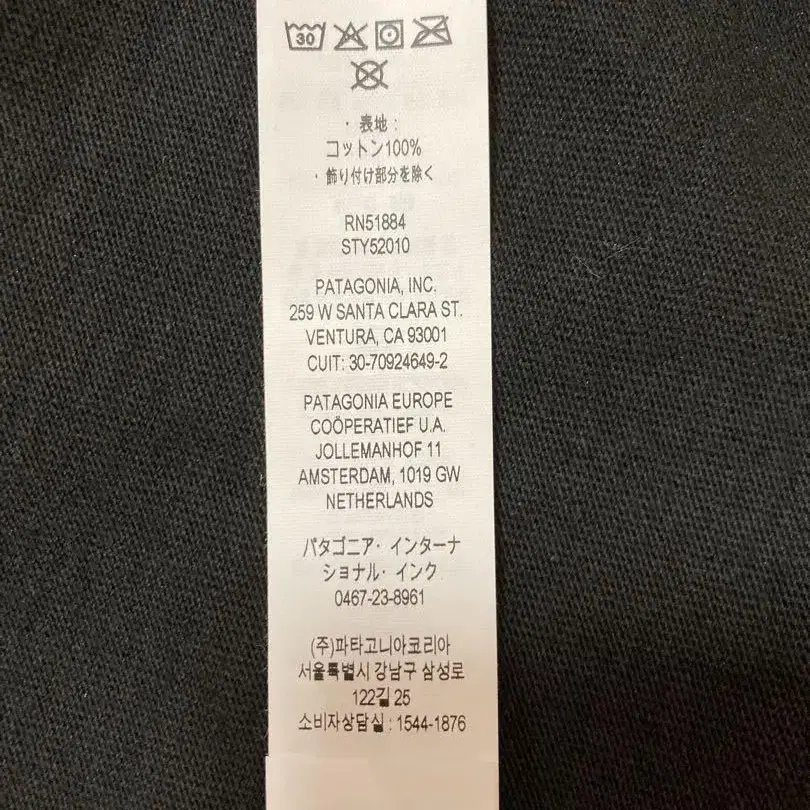 30
・表地：
コットン100%
・飾り付け部分を除く
RN51884
STY52010
PATAGONIA, INC.
259 W SANTA CLARA ST.
VENTURA, CA 93001
CUIT: 30-70924649-2
PATAGONIA EUROPE
COÖPERATIEF U.A.
JOLLEMANHOF 11
AMSTERDAM, 1019 GW
NETHERLANDS
パタゴニア・インターナ
ショナル・インク
0467-23-8961
(주)파타고니아코리아
서울특별시 강남구 삼성로
122길 25
소비자상담실 : 1544-1876